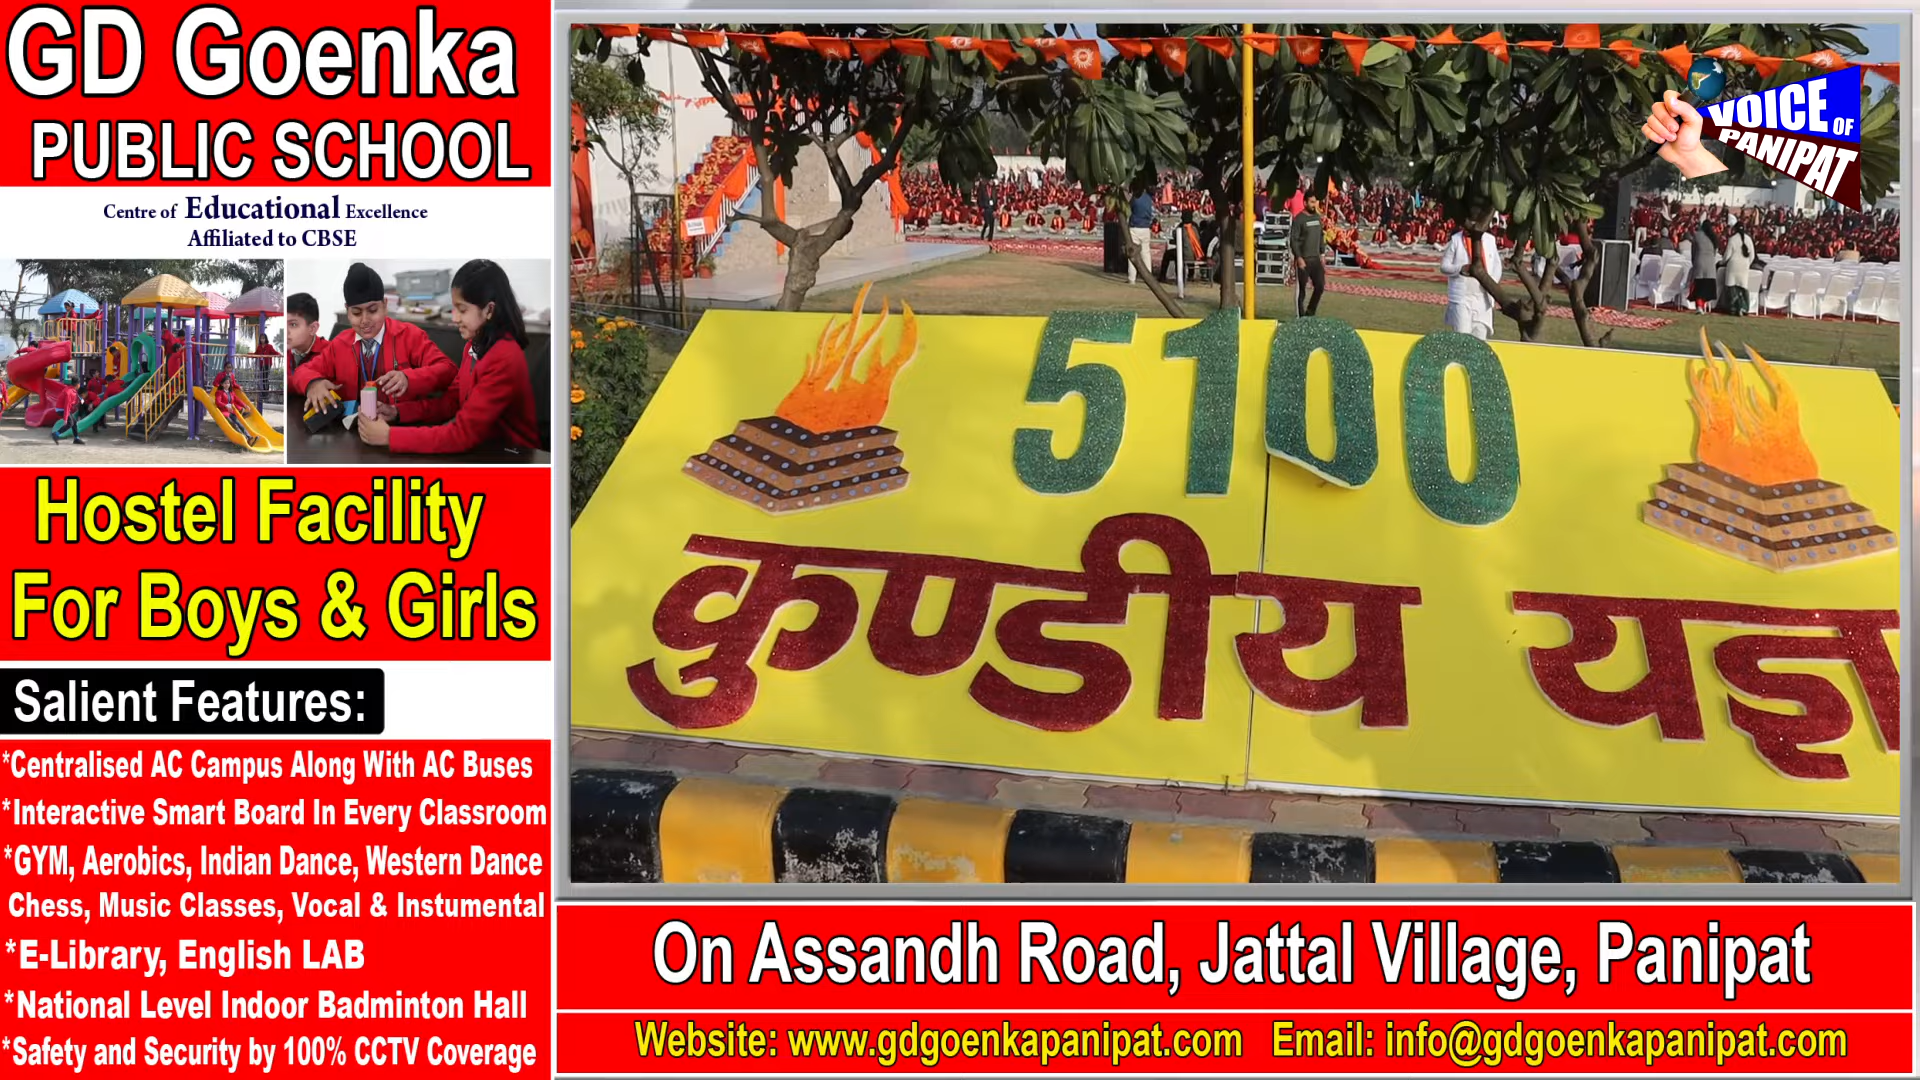 GD Goenka
PUBLIC SCHOOL
Centre of Educational Excellence
Affiliated to CBSE
Hostel Facility
For Boys & Girls
Salient Features:
*Centralised AC Campus Along With AC Buses
*Interactive Smart Board In Every Classroom
*GYM, Aerobics, Indian Dance, Western Dance
Chess, Music Classes, Vocal & Instumental
*E-Library, English LAB
*National Level Indoor Badminton Hall
*Safety and Security by 100% CCTV Coverage
VOICE OF
PANIPAT
5100
कुण्डीय यज्ञ
On Assandh Road, Jattal Village, Panipat
Website: www.gdgoenkapanipat.com Email: info@gdgoenkapanipat.com